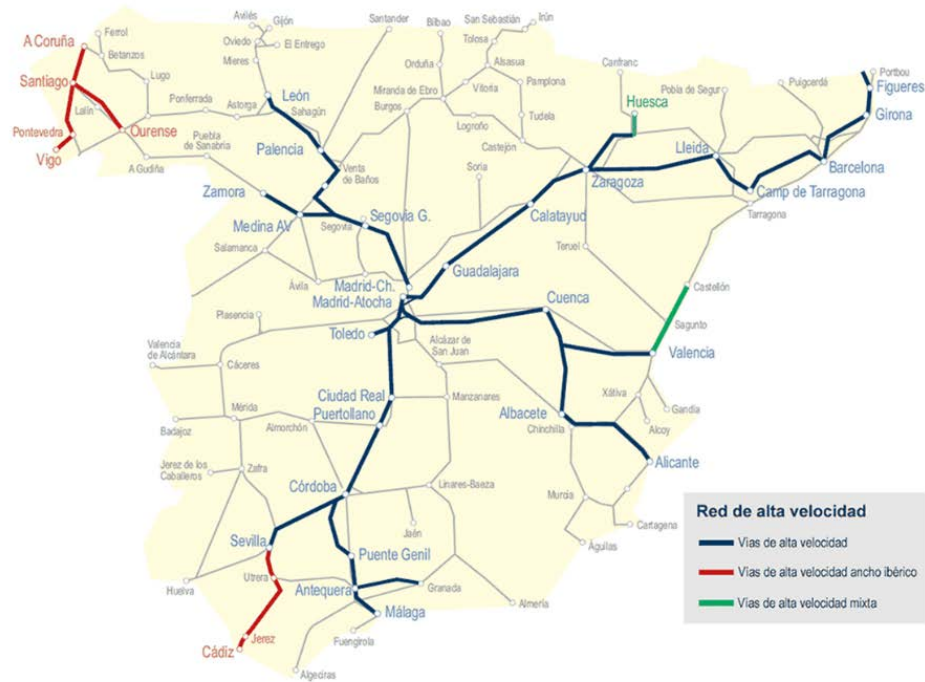 Avilés
Gijón
Santander
Bilbao
San Sebastián
Irún
A Coruña
Ferrol
Oviedo
El Entrego
Tolosa
Betanzos
Mieres
Orduña
Alsasua
Canfranc
Portbou
Santiago
Lugo
León
Miranda de Ebro
Vitoria
Pamplona
Puigcerdá
Figueres
Lalín
Ponferrada
Astorga
Sahagún
Burgos
Huesca
Pobla de Segur
Girona
Pontevedra
Ourense
Logroño
Tudela
Vigo
Puebla
de Sanabria
Palencia
Castejón
Lleida
A Gudiña
Venta
de Baños
Soria
Zaragoza
Barcelona
Zamora
Camp de Tarragona
Medina AV
Segovia G.
Segovia
Calatayud
Tarragona
Salamanca
Teruel
Ávila
Guadalajara
Madrid-Ch.
Madrid-Atocha
Cuenca
Castellón
Plasencia
Toledo
Sagunto
Valencia
de Alcántara
Alcázar de
San Juan
Valencia
Cáceres
Ciudad Real
Manzanares
Xátiva
Mérida
Puertollano
Albacete
Gandía
Badajoz
Almorchón
Chinchilla
Alcoy
Jerez de los
Caballeros
Zafra
Alicante
Córdoba
Linares-Baeza
Murcia
Jaén
Cartagena
Sevilla
Águilas
Puente Genil
Huelva
Utrera
Antequera
Granada
Almería
Málaga
Jerez
Fuengirola
Cádiz
Algeciras
Red de alta velocidad
Vias de alta velocidad
Vias de alta velocidad ancho ibérico
Vias de alta velocidad mixta